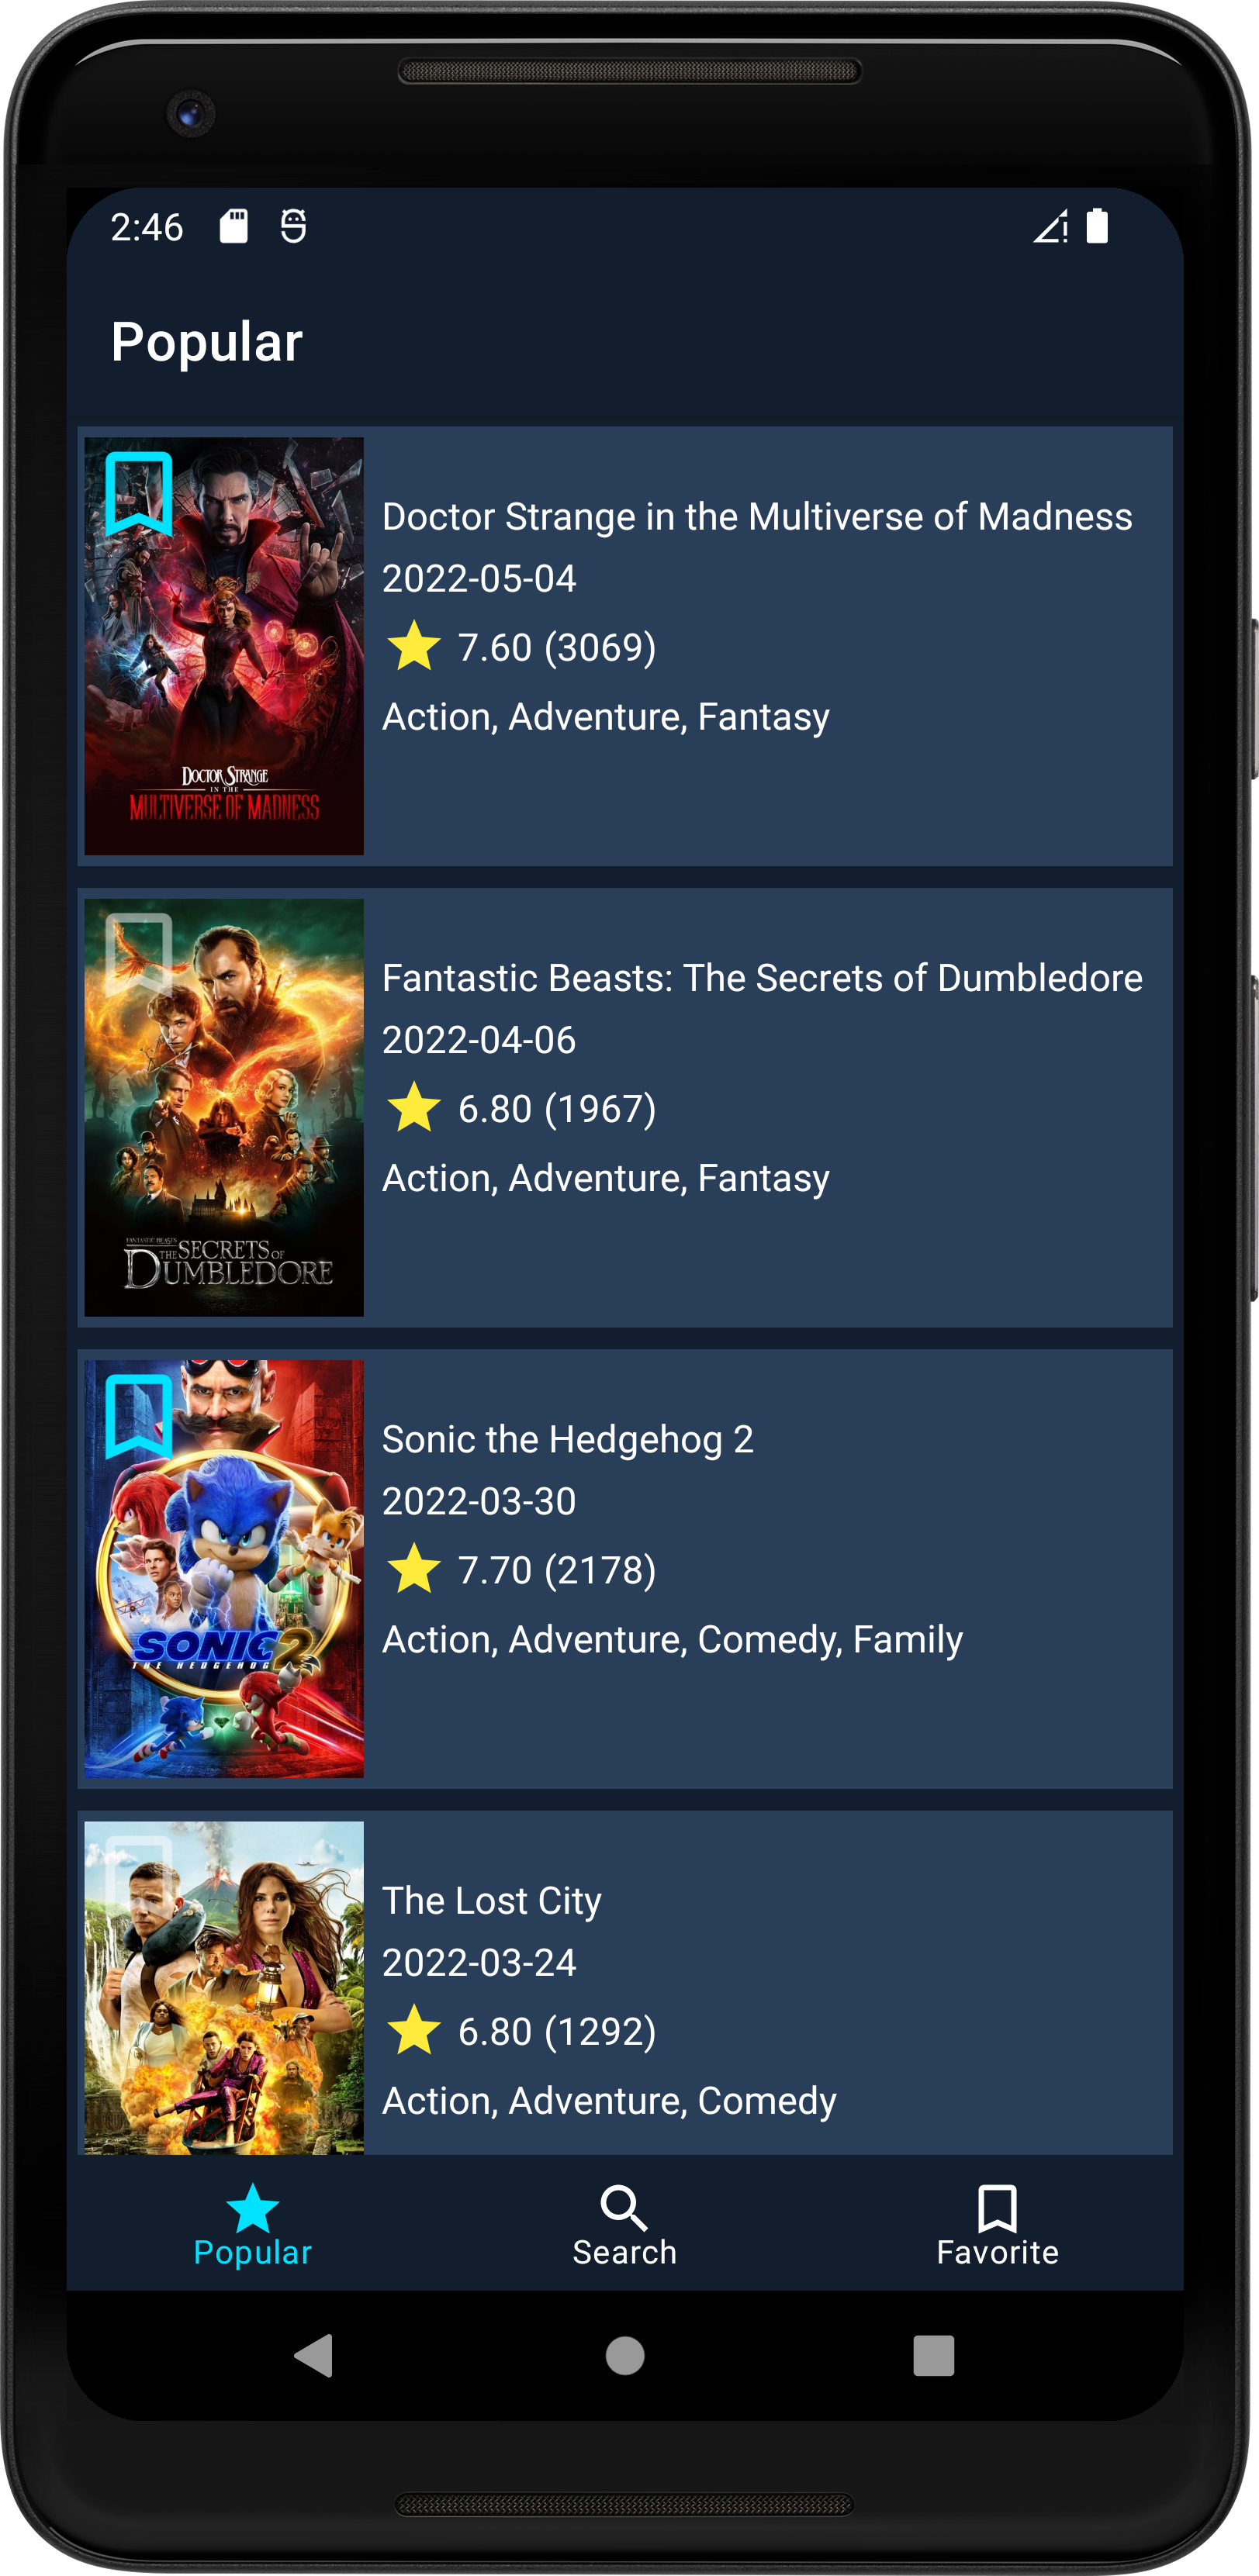 2:46
Popular
Doctor Strange in the Multiverse of Madness
2022-05-04
7.60 (3069)
Action, Adventure, Fantasy
DOCTOR STRANGE
IN THE
MULTIVERSE OF MADNESS
Fantastic Beasts: The Secrets of Dumbledore
2022-04-06
6.80 (1967)
Action, Adventure, Fantasy
FANTASTIC BEASTS
THE SECRETS OF
DUMBLEDORE
Sonic the Hedgehog 2
2022-03-30
7.70 (2178)
Action, Adventure, Comedy, Family
SONIC 2
THE HEDGEHOG
The Lost City
2022-03-24
6.80 (1292)
Action, Adventure, Comedy
Popular
Search
Favorite